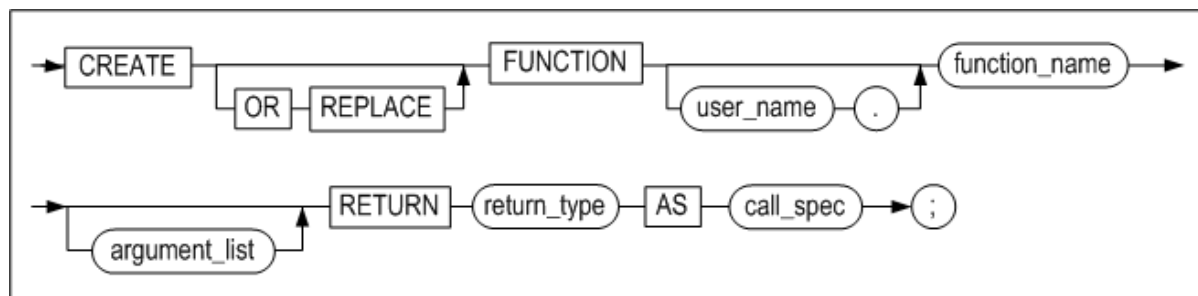 CREATE OR REPLACE FUNCTION user_name . function_name
argument_list RETURN return_type AS call_spec ;